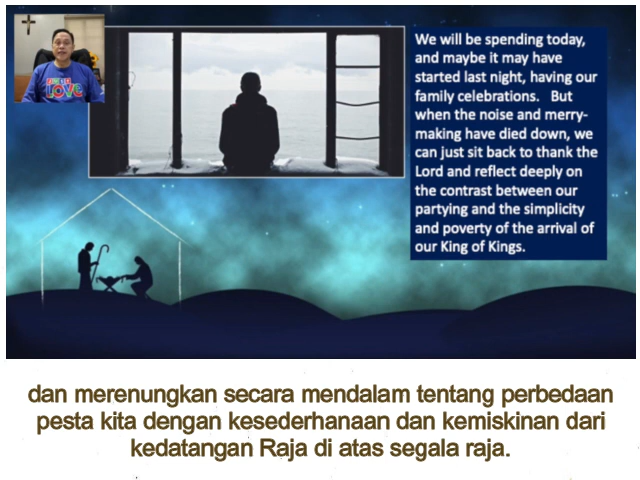 We will be spending today,
and maybe it may have
started last night, having our
family celebrations.   But
when the noise and merry-
making have died down, we
can just sit back to thank the
Lord and reflect deeply on
the contrast between our
partying and the simplicity
and poverty of the arrival of
our King of Kings.
LOVE
dan merenungkan secara mendalam tentang perbedaan
pesta kita dengan kesederhanaan dan kemiskinan dari
kedatangan Raja di atas segala raja.